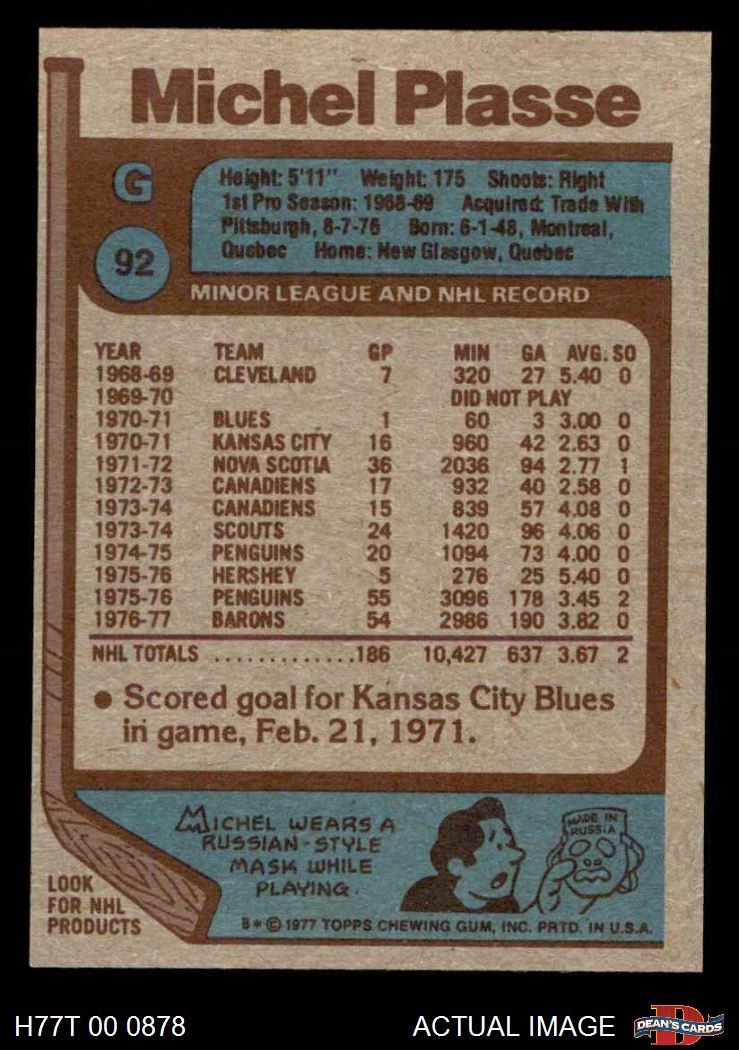 Michel Plasse
G
Height: 5'11" Weight: 175 Shoots: Right
1st Pro Season: 1968-69 Acquired: Trade With
Pittsburgh, 8-7-76 Born: 6-1-48, Montreal,
Quebec Home: New Glasgow, Quebec
92
MINOR LEAGUE AND NHL RECORD
YEAR TEAM GP MIN GA AVG. SO
1968-69 CLEVELAND 7 320 27 5.40 0
1969-70 DID NOT PLAY
1970-71 BLUES 1 60 3 3.00 0
1970-71 KANSAS CITY 16 960 42 2.63 0
1971-72 NOVA SCOTIA 36 2036 94 2.77 1
1972-73 CANADIENS 17 932 40 2.58 0
1973-74 CANADIENS 15 839 57 4.08 0
1973-74 SCOUTS 24 1420 96 4.06 0
1974-75 PENGUINS 20 1094 73 4.00 0
1975-76 HERSHEY 5 276 25 5.40 0
1975-76 PENGUINS 55 3096 178 3.45 2
1976-77 BARONS 54 2986 190 3.82 0
NHL TOTALS .............186 10,427 637 3.67 2
• Scored goal for Kansas City Blues
in game, Feb. 21, 1971.
MICHEL WEARS A
RUSSIAN-STYLE
MASK WHILE
PLAYING.
MADE IN
RUSSIA
LOOK
FOR NHL
PRODUCTS
B* © 1977 TOPPS CHEWING GUM, INC. PRTD. IN U.S.A.
H77T 00 0878 ACTUAL IMAGE
D
DEAN'S CARDS